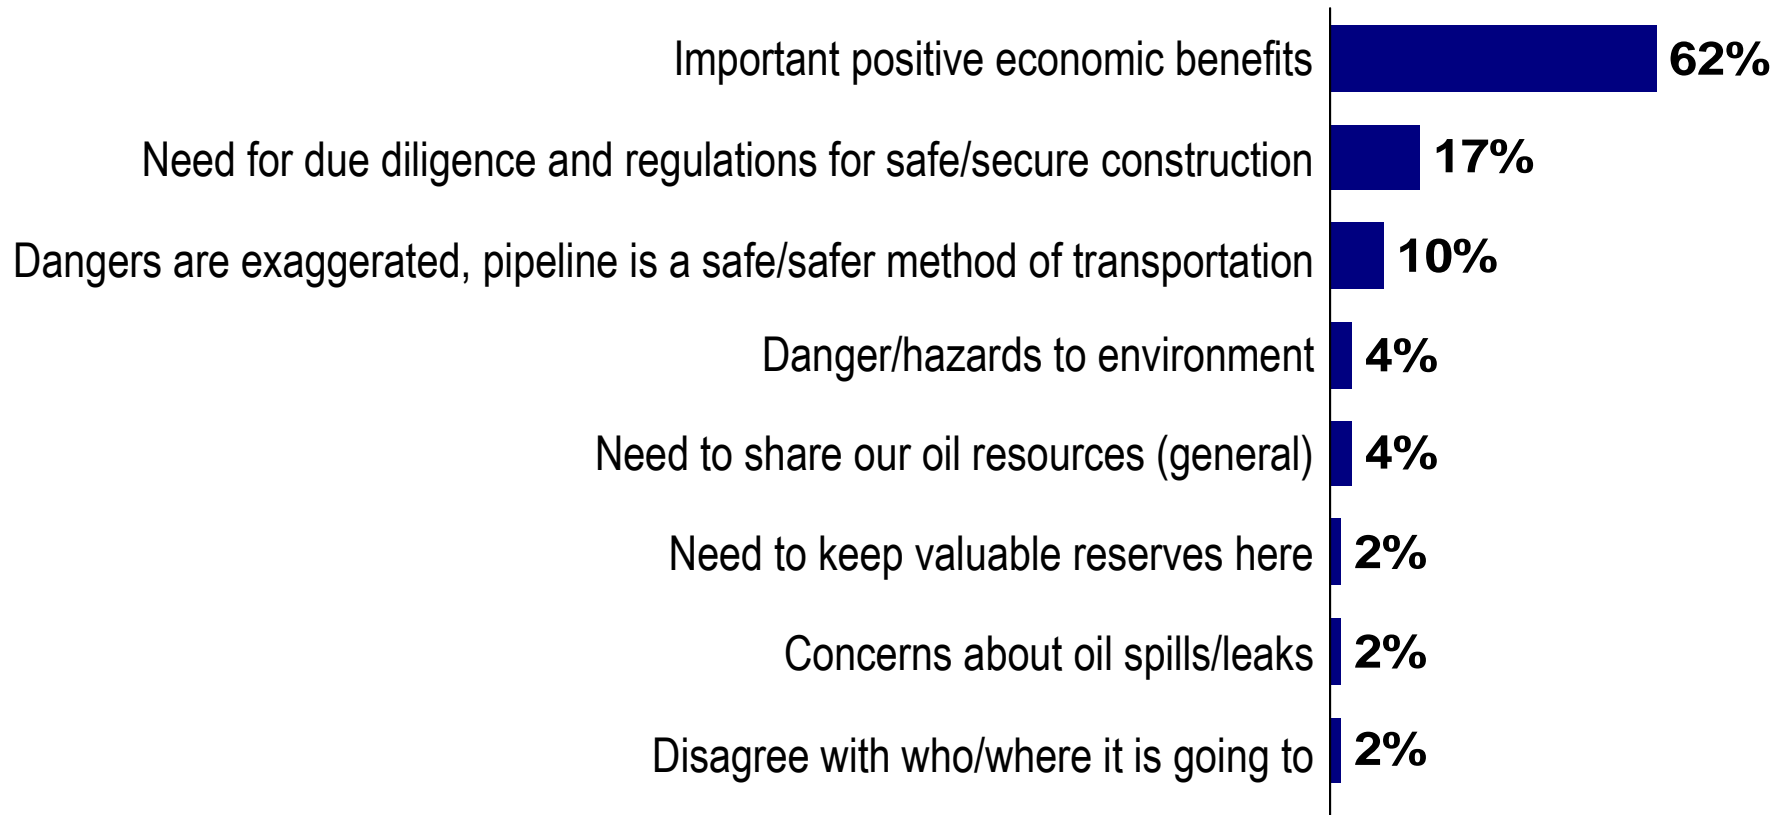 Important positive economic benefits 62%
Need for due diligence and regulations for safe/secure construction 17%
Dangers are exaggerated, pipeline is a safe/safer method of transportation 10%
Danger/hazards to environment 4%
Need to share our oil resources (general) 4%
Need to keep valuable reserves here 2%
Concerns about oil spills/leaks 2%
Disagree with who/where it is going to 2%